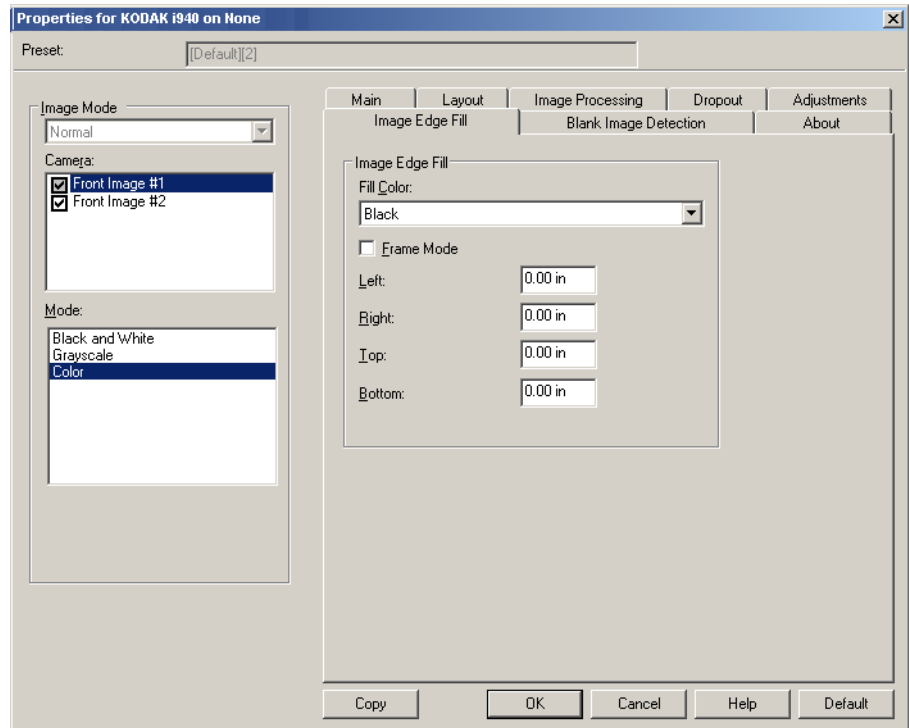 Properties for KODAK i940 on None
Preset:
[Default][2]
Image Mode
Normal
Camera:
Front Image #1
Front Image #2
Mode:
Black and White
Grayscale
Color
Main
Layout
Image Processing
Dropout
Adjustments
Image Edge Fill
Blank Image Detection
About
Image Edge Fill
Fill Color:
Black
Frame Mode
Left: 0.00 in
Right: 0.00 in
Top: 0.00 in
Bottom: 0.00 in
Copy
OK
Cancel
Help
Default